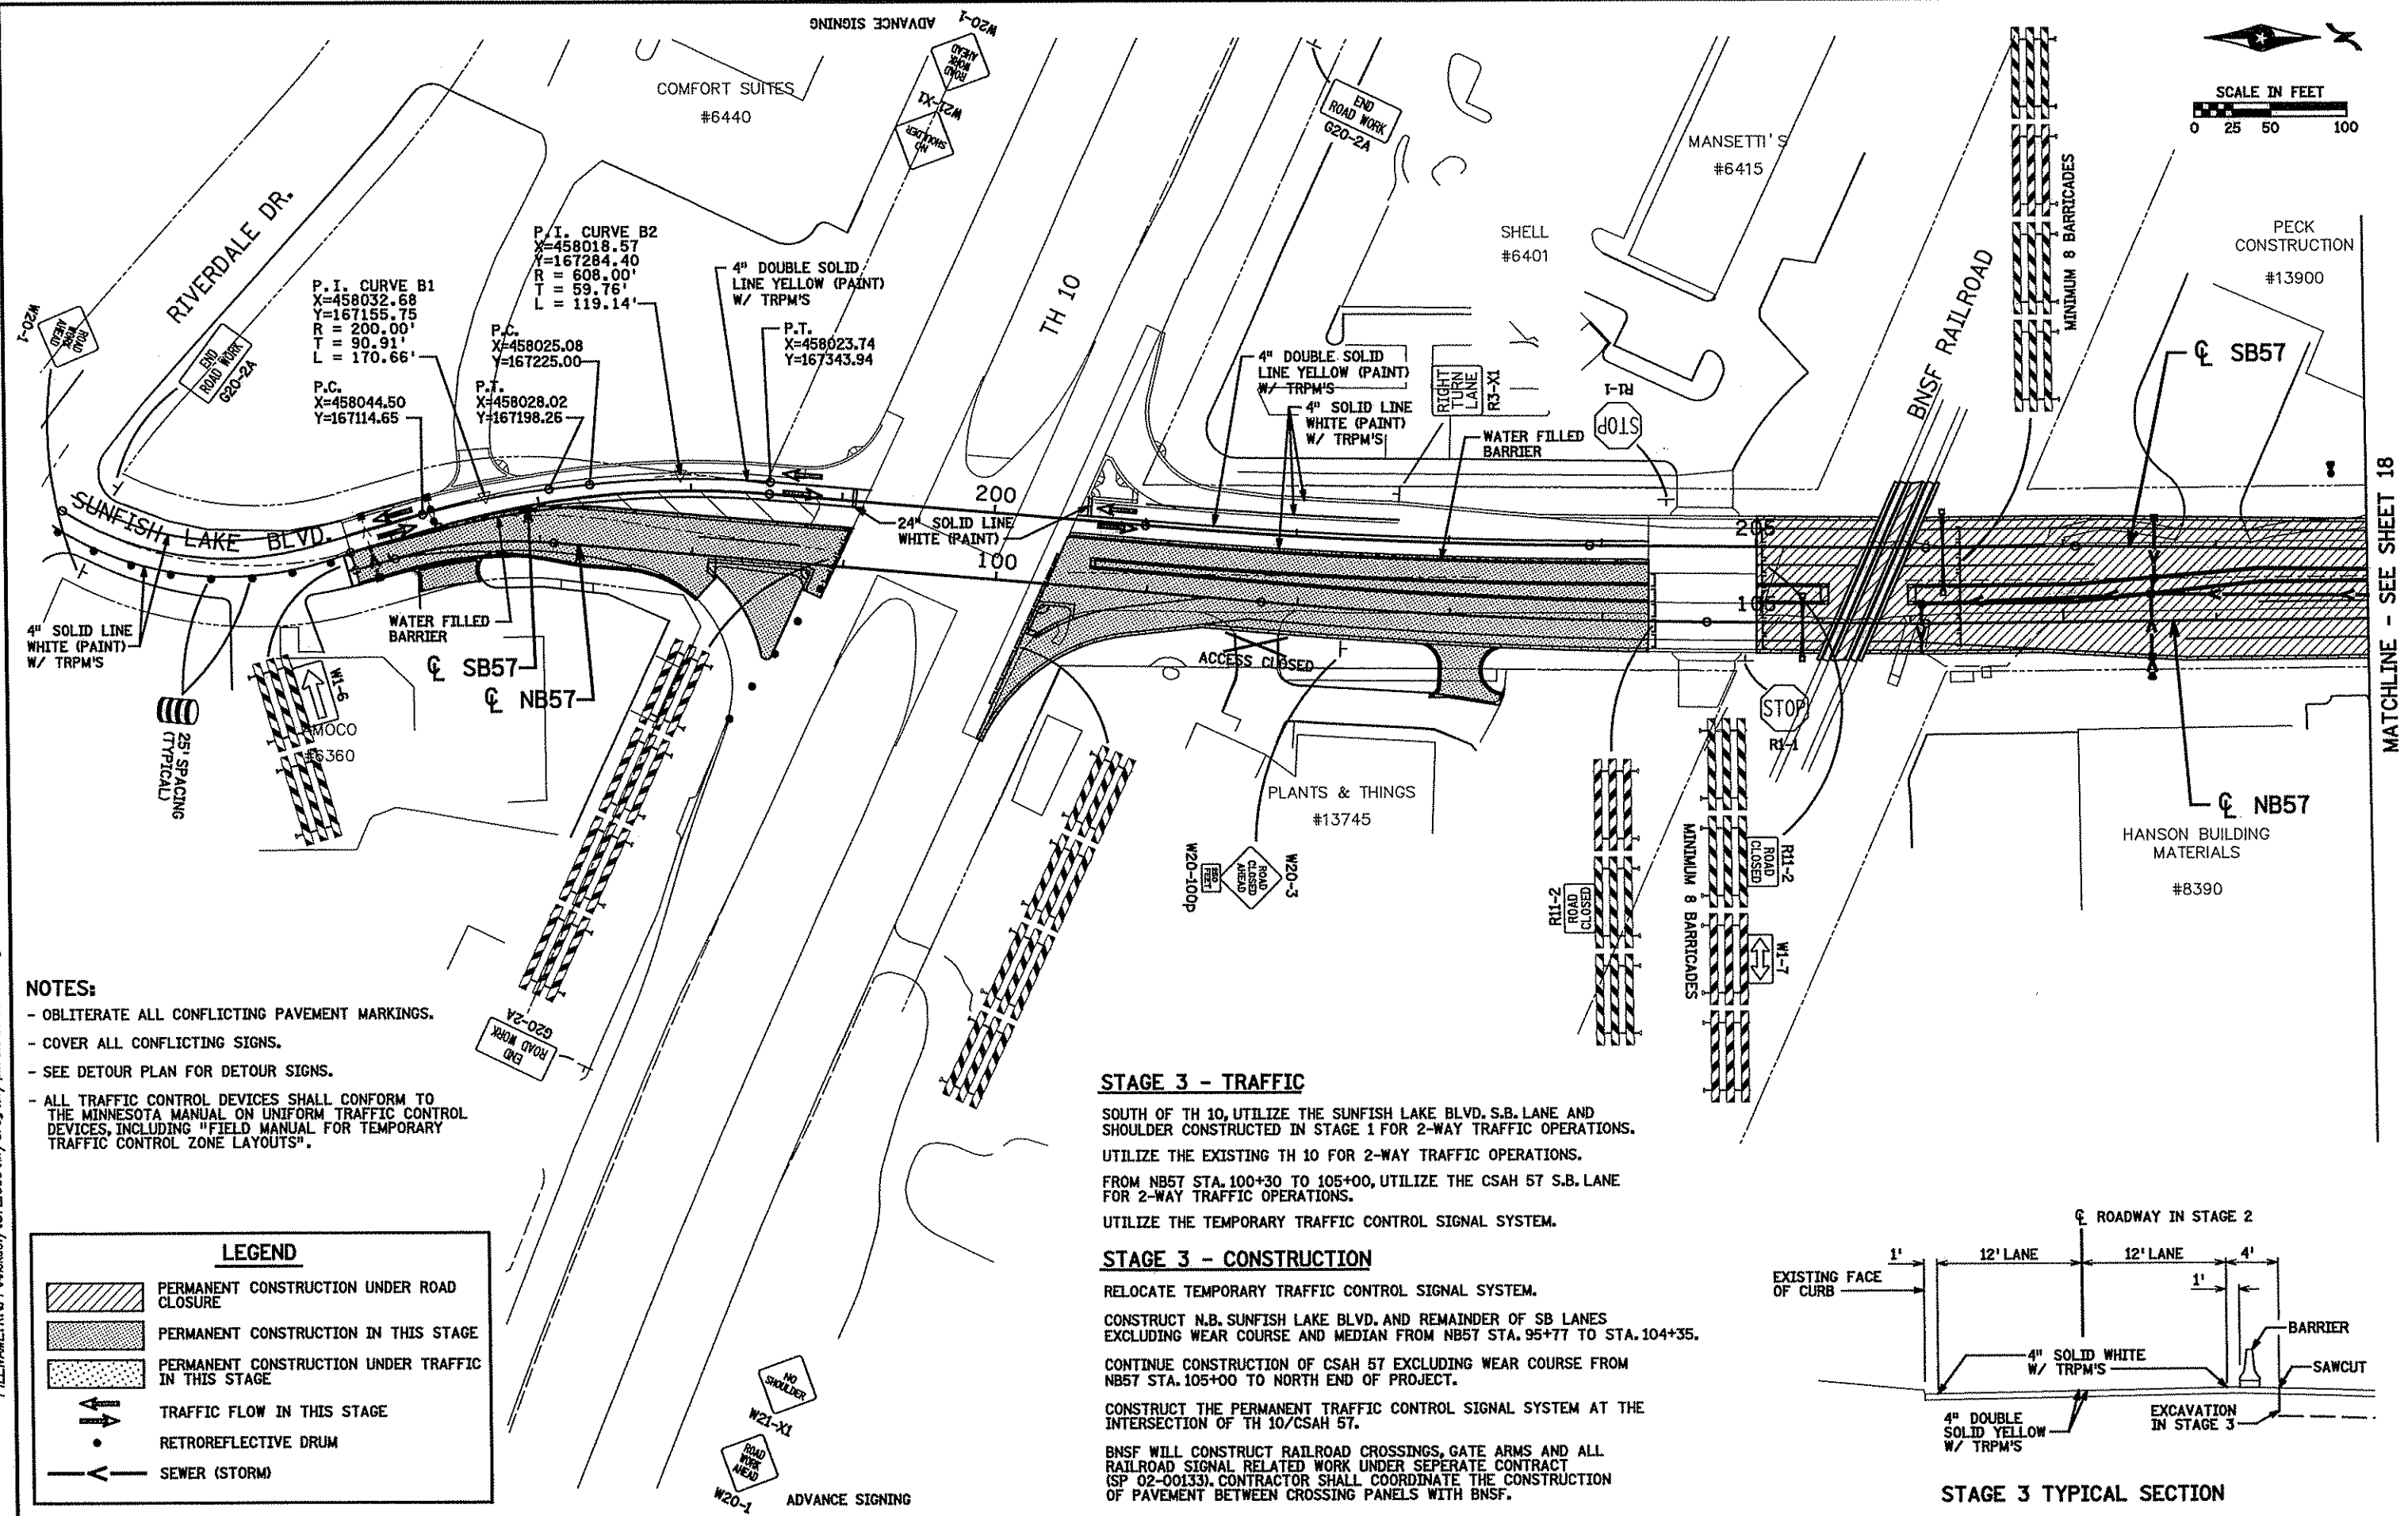 ADVANCE SIGNING
W20-1
ROAD
WORK
AHEAD
W21-X1
NO
SHOULDER
COMFORT SUITES
#6440
END
ROAD WORK
G20-2A
MANSETTI'S
#6415
MINIMUM 8 BARRICADES
SCALE IN FEET
0 25 50 100
PECK
CONSTRUCTION
#13900
SHELL
#6401
RIVERDALE DR.
TH 10
BNSF RAILROAD
W20-1
ROAD
WORK
AHEAD
END
ROAD WORK
G20-2A
P.I. CURVE B1
X=458032.68
Y=167155.75
R = 200.00'
T = 90.91'
L = 170.66'
P.C.
X=458044.50
Y=167114.65
P.I. CURVE B2
X=458018.57
Y=167284.40
R = 608.00'
T = 59.76'
L = 119.14'
P.C.
X=458025.08
Y=167225.00
P.T.
X=458028.02
Y=167198.26
4" DOUBLE SOLID
LINE YELLOW (PAINT)
W/ TRPM'S
P.T.
X=458023.74
Y=167343.94
4" DOUBLE SOLID
LINE YELLOW (PAINT)
W/ TRPM'S
4" SOLID LINE
WHITE (PAINT)
W/ TRPM'S
RIGHT
TURN
LANE
R3-X1
WATER FILLED
BARRIER
R1-1
STOP
℄ SB57
MATCHLINE - SEE SHEET 18
SUNFISH LAKE BLVD.
200
24" SOLID LINE
WHITE (PAINT)
100
205
105
4" SOLID LINE
WHITE (PAINT)
W/ TRPM'S
WATER FILLED
BARRIER
℄ SB57
℄ NB57
ACCESS CLOSED
W1-6
AMOCO
#6360
25' SPACING
(TYPICAL)
STOP
R1-1
PLANTS & THINGS
#13745
℄ NB57
HANSON BUILDING
MATERIALS
#8390
W20-3
ROAD
CLOSED
AHEAD
FEET
W20-100p
R11-2
ROAD
CLOSED
MINIMUM 8 BARRICADES
R11-2
ROAD
CLOSED
W1-7
G20-2A
END
ROAD WORK
NOTES:
- OBLITERATE ALL CONFLICTING PAVEMENT MARKINGS.
- COVER ALL CONFLICTING SIGNS.
- SEE DETOUR PLAN FOR DETOUR SIGNS.
- ALL TRAFFIC CONTROL DEVICES SHALL CONFORM TO
THE MINNESOTA MANUAL ON UNIFORM TRAFFIC CONTROL
DEVICES, INCLUDING "FIELD MANUAL FOR TEMPORARY
TRAFFIC CONTROL ZONE LAYOUTS".
LEGEND
PERMANENT CONSTRUCTION UNDER ROAD
CLOSURE
PERMANENT CONSTRUCTION IN THIS STAGE
PERMANENT CONSTRUCTION UNDER TRAFFIC
IN THIS STAGE
TRAFFIC FLOW IN THIS STAGE
RETROREFLECTIVE DRUM
SEWER (STORM)
NO
SHOULDER
W21-X1
ROAD
WORK
AHEAD
W20-1
ADVANCE SIGNING
STAGE 3 - TRAFFIC
SOUTH OF TH 10, UTILIZE THE SUNFISH LAKE BLVD. S.B. LANE AND
SHOULDER CONSTRUCTED IN STAGE 1 FOR 2-WAY TRAFFIC OPERATIONS.
UTILIZE THE EXISTING TH 10 FOR 2-WAY TRAFFIC OPERATIONS.
FROM NB57 STA. 100+30 TO 105+00, UTILIZE THE CSAH 57 S.B. LANE
FOR 2-WAY TRAFFIC OPERATIONS.
UTILIZE THE TEMPORARY TRAFFIC CONTROL SIGNAL SYSTEM.
STAGE 3 - CONSTRUCTION
RELOCATE TEMPORARY TRAFFIC CONTROL SIGNAL SYSTEM.
CONSTRUCT N.B. SUNFISH LAKE BLVD. AND REMAINDER OF SB LANES
EXCLUDING WEAR COURSE AND MEDIAN FROM NB57 STA. 95+77 TO STA. 104+35.
CONTINUE CONSTRUCTION OF CSAH 57 EXCLUDING WEAR COURSE FROM
NB57 STA. 105+00 TO NORTH END OF PROJECT.
CONSTRUCT THE PERMANENT TRAFFIC CONTROL SIGNAL SYSTEM AT THE
INTERSECTION OF TH 10/CSAH 57.
BNSF WILL CONSTRUCT RAILROAD CROSSINGS, GATE ARMS AND ALL
RAILROAD SIGNAL RELATED WORK UNDER SEPERATE CONTRACT
(SP 02-00133). CONTRACTOR SHALL COORDINATE THE CONSTRUCTION
OF PAVEMENT BETWEEN CROSSING PANELS WITH BNSF.
℄ ROADWAY IN STAGE 2
1' 12' LANE 12' LANE 4'
EXISTING FACE
OF CURB
1'
BARRIER
4" SOLID WHITE
W/ TRPM'S
SAWCUT
4" DOUBLE
SOLID YELLOW
W/ TRPM'S
EXCAVATION
IN STAGE 3
STAGE 3 TYPICAL SECTION